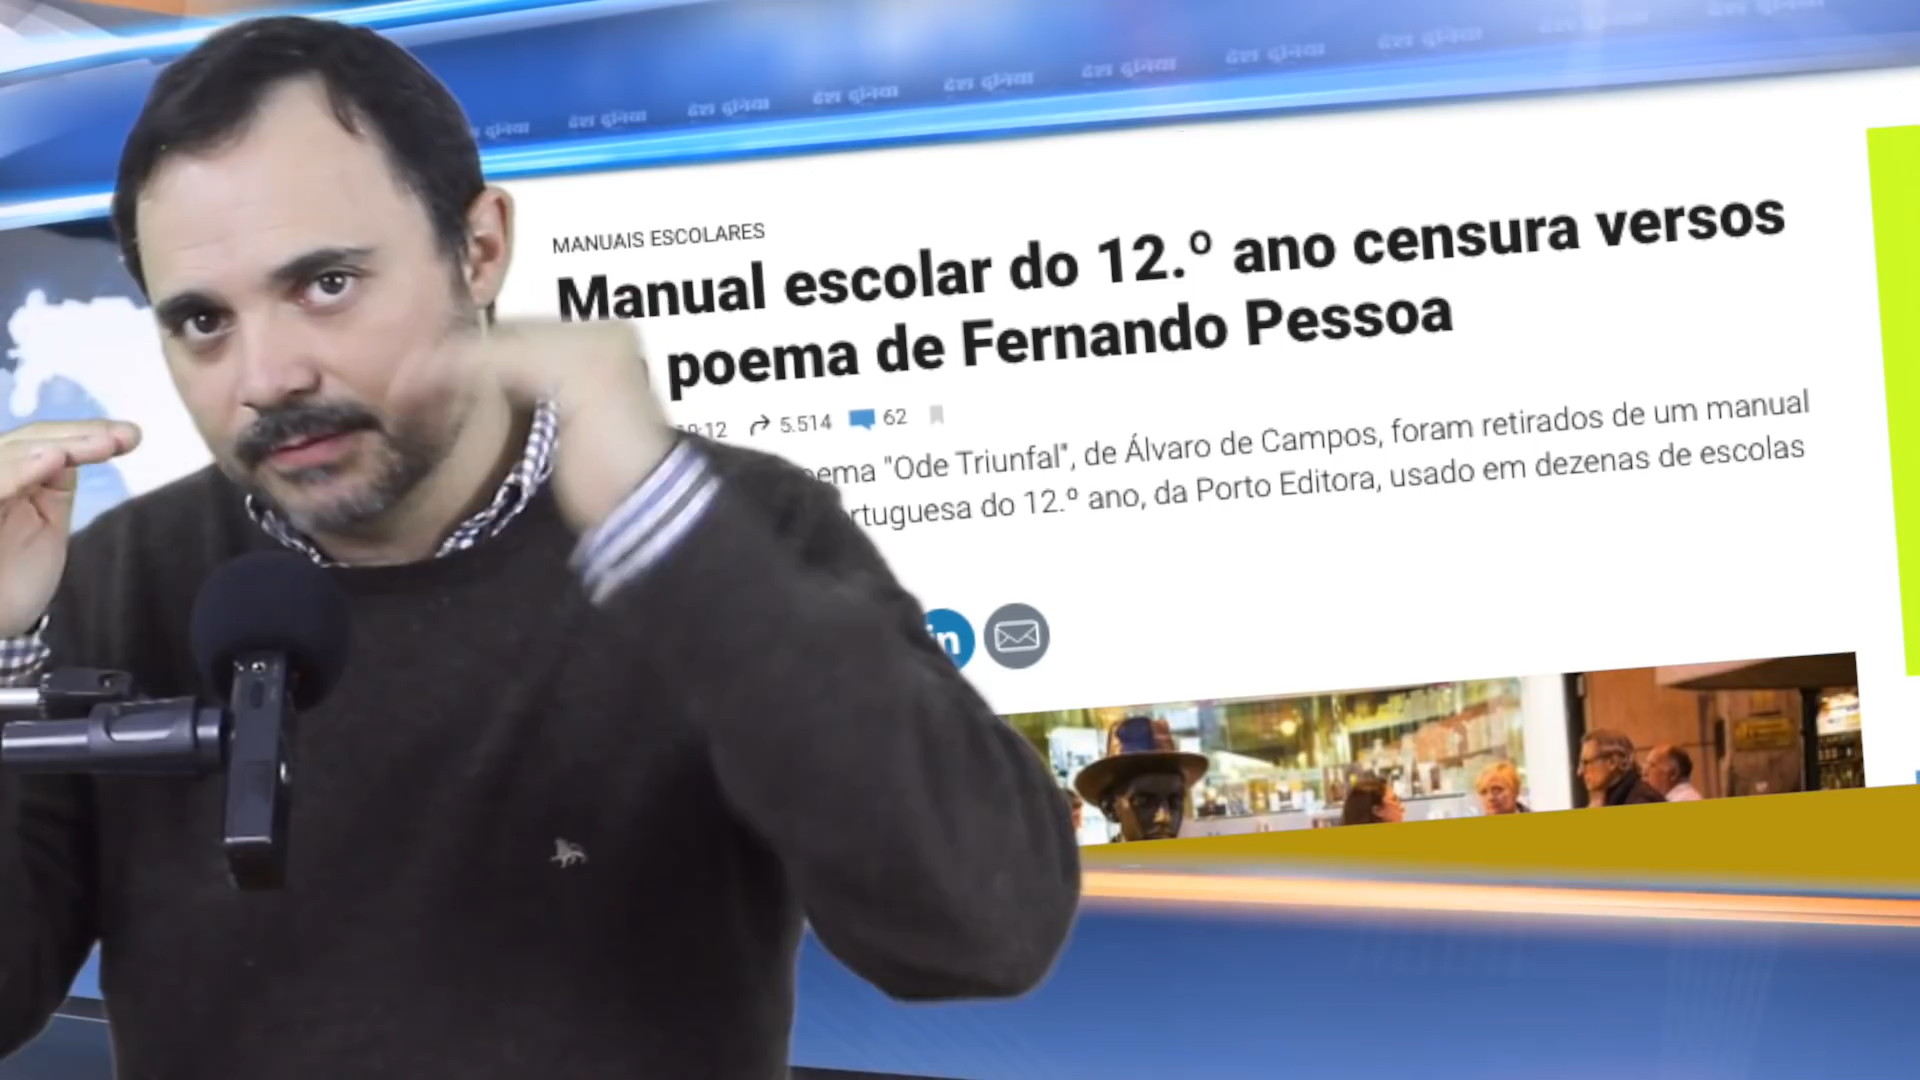 देश दुनिया देश दुनिया देश दुनिया देश दुनिया देश दुनिया देश दुनिया देश दुनिया देश दुनिया देश दुनिया
MANUAIS ESCOLARES
Manual escolar do 12.º ano censura versos
poema de Fernando Pessoa
5.514 62
"Ode Triunfal", de Álvaro de Campos, foram retirados de um manual
do 12.º ano, da Porto Editora, usado em dezenas de escolas
in